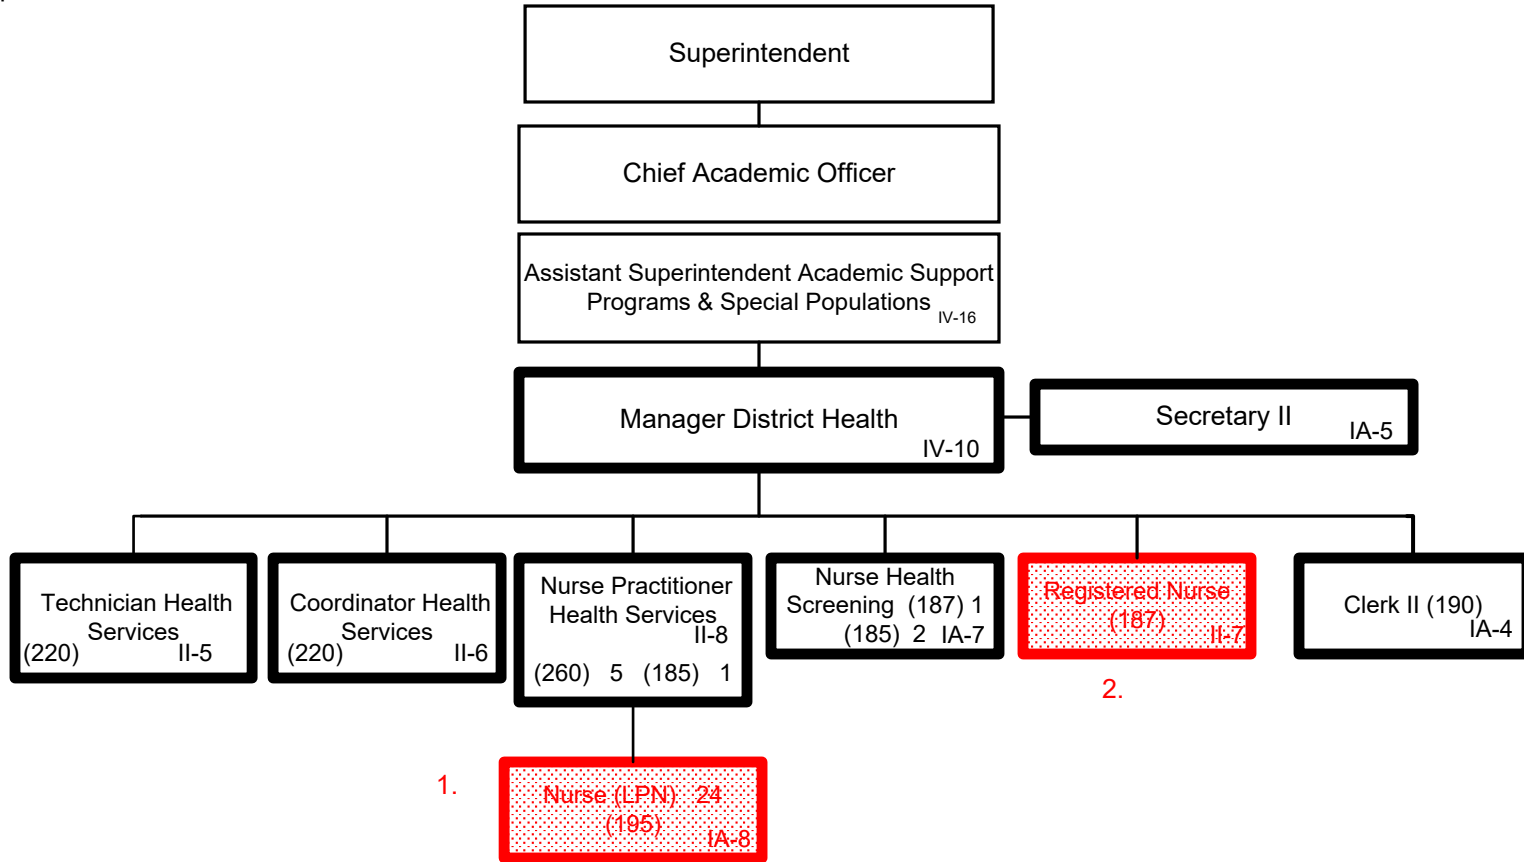 Superintendent
Chief Academic Officer
Assistant Superintendent Academic Support
Programs & Special Populations IV-16
Manager District Health
IV-10
Secretary II
IA-5
Technician Health
Services
(220) II-5
Coordinator Health
Services
(220) II-6
Nurse Practitioner
Health Services
II-8
(260) 5 (185) 1
Nurse Health
Screening (187) 1
(185) 2 IA-7
Registered Nurse
(187)
II-7
2.
Clerk II (190)
IA-4
1.
Nurse (LPN) 24
(195)
IA-8